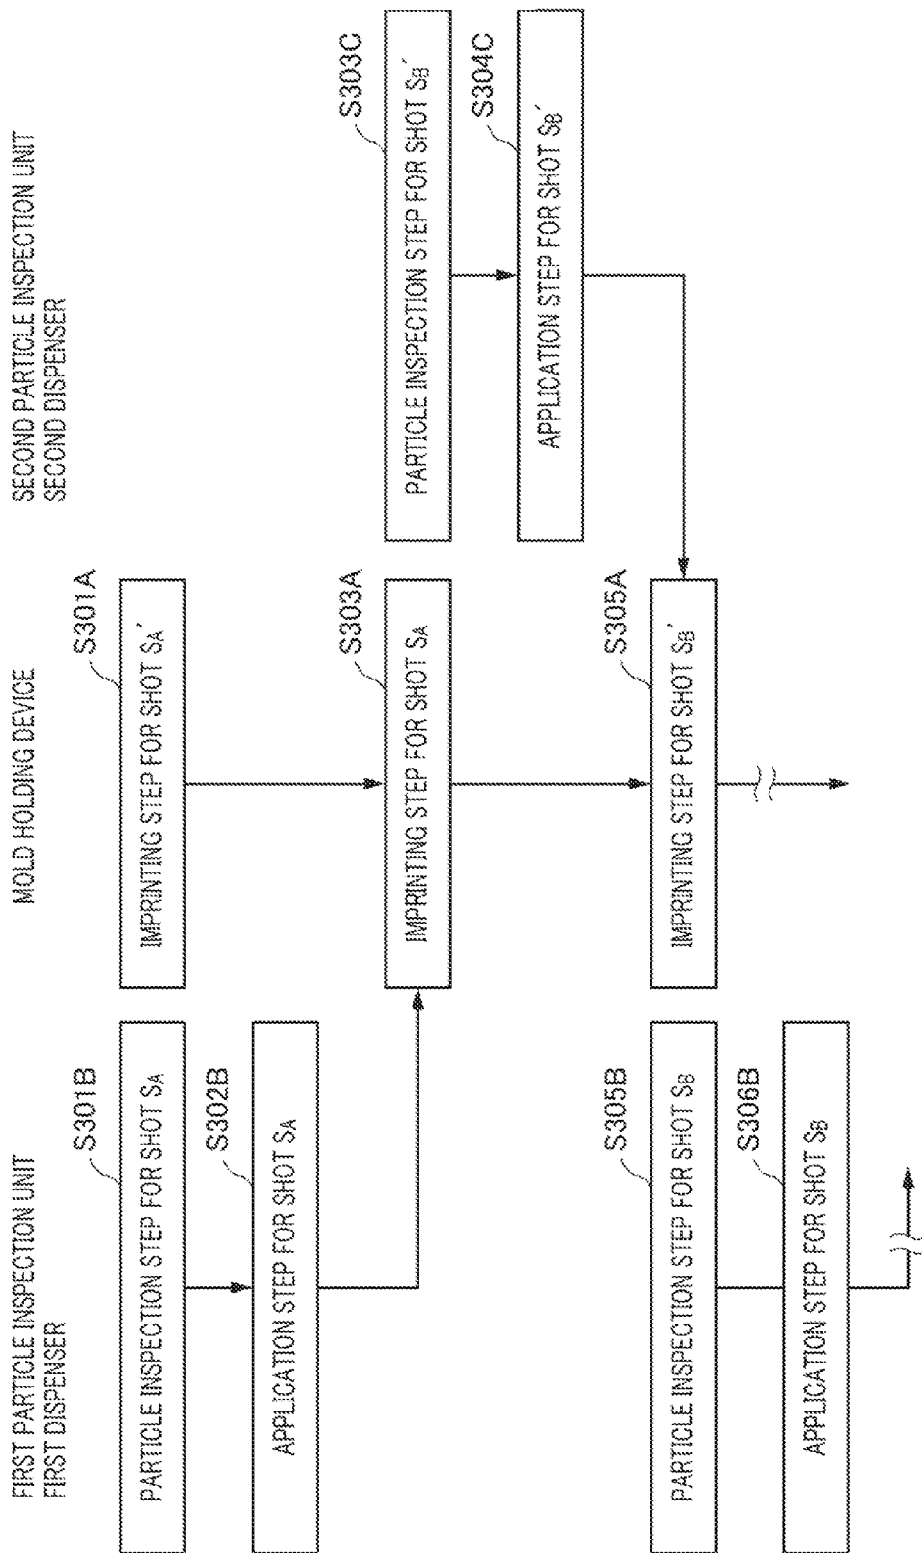 FIRST PARTICLE INSPECTION UNIT
FIRST DISPENSER
MOLD HOLDING DEVICE
SECOND PARTICLE INSPECTION UNIT
SECOND DISPENSER
S301B
PARTICLE INSPECTION STEP FOR SHOT SA
S301A
IMPRINTING STEP FOR SHOT SA′
S302B
APPLICATION STEP FOR SHOT SA
S303A
IMPRINTING STEP FOR SHOT SA
S303C
PARTICLE INSPECTION STEP FOR SHOT SB′
S304C
APPLICATION STEP FOR SHOT SB′
S305B
PARTICLE INSPECTION STEP FOR SHOT SB
S305A
IMPRINTING STEP FOR SHOT SB′
S306B
APPLICATION STEP FOR SHOT SB